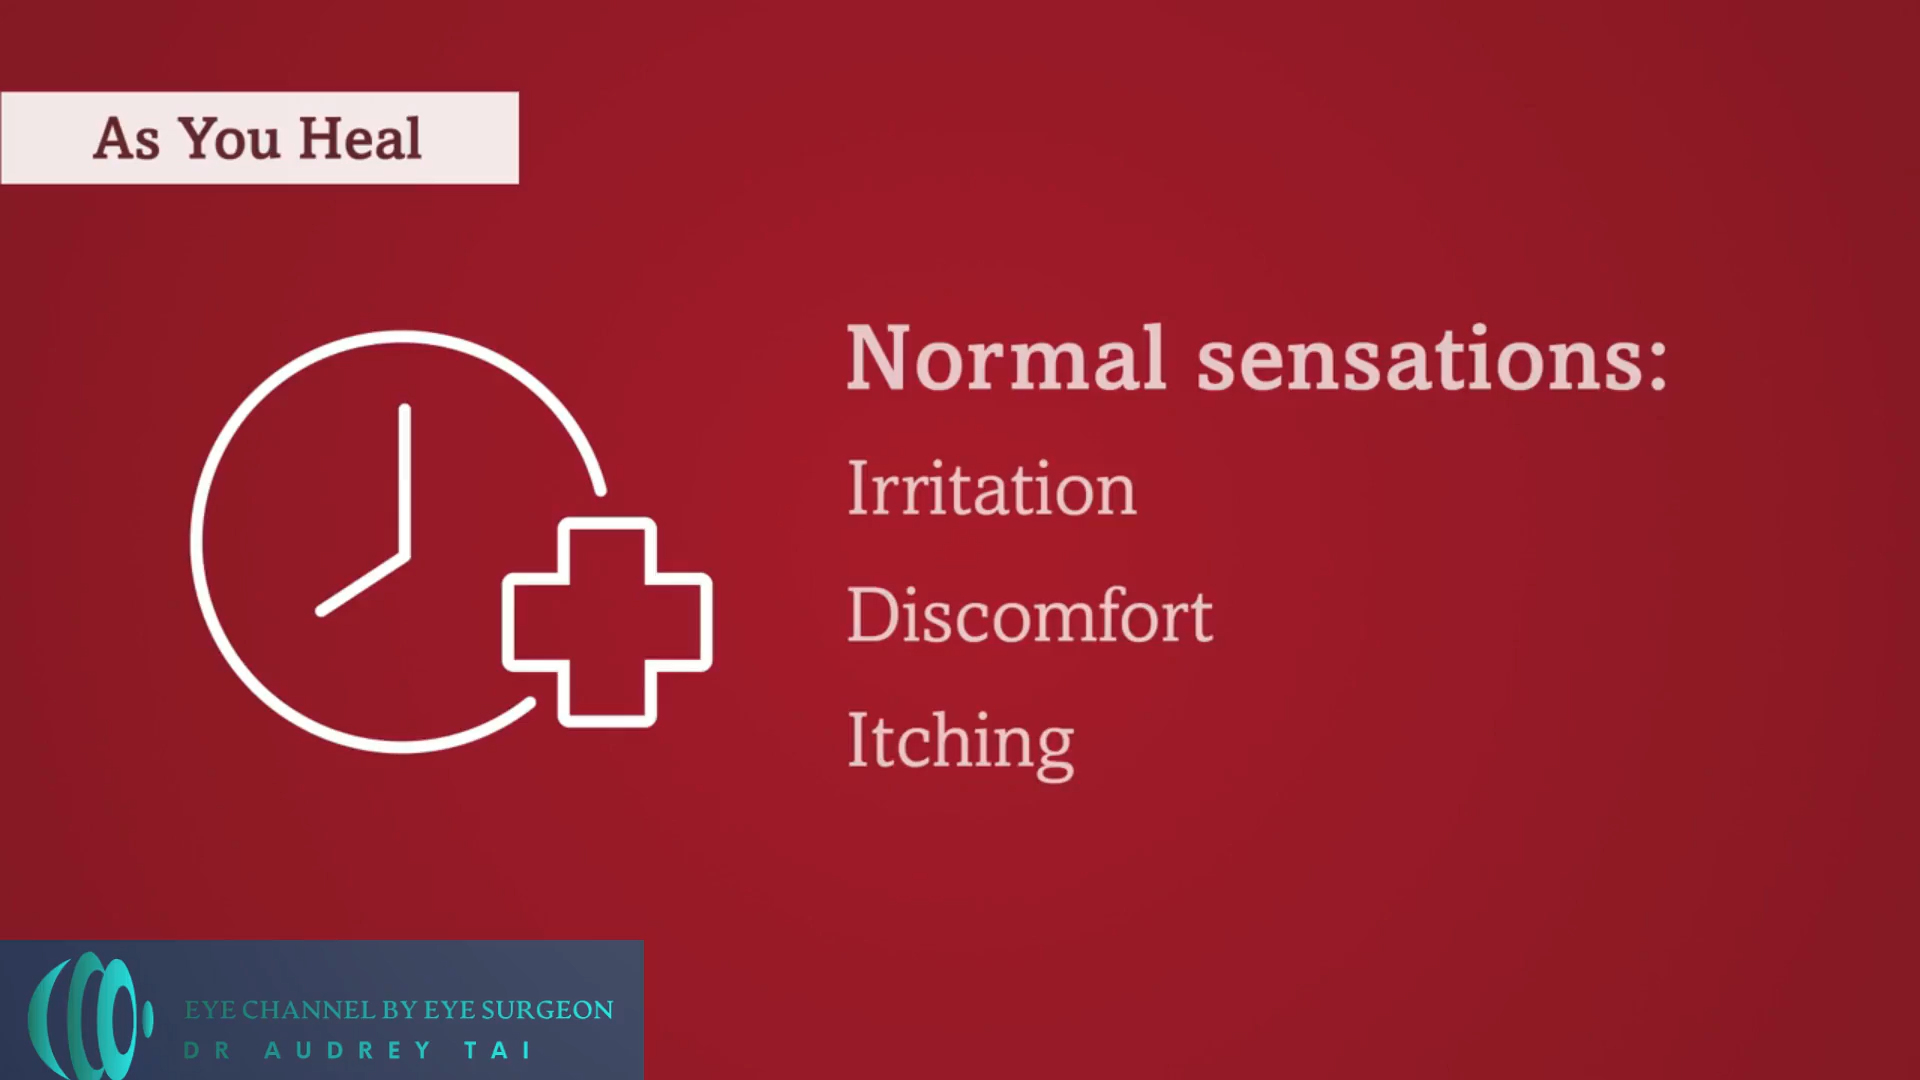 As You Heal
Normal sensations:
Irritation
Discomfort
Itching
EYE CHANNEL BY EYE SURGEON
DR AUDREY TAI